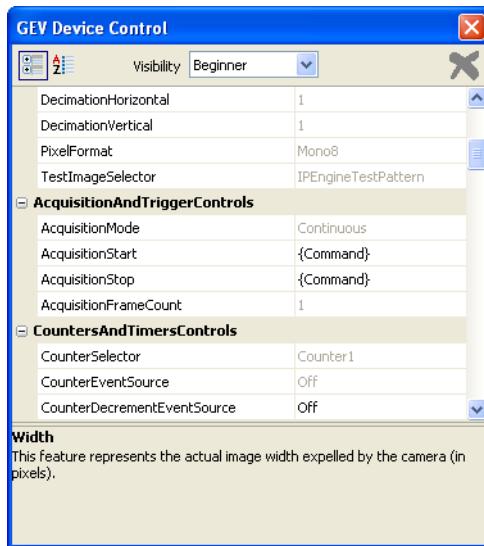 GEV Device Control
A Z Visibility Beginner
DecimationHorizontal 1
DecimationVertical 1
PixelFormat Mono8
TestImageSelector IPEngineTestPattern
AcquisitionAndTriggerControls
AcquisitionMode Continuous
AcquisitionStart {Command}
AcquisitionStop {Command}
AcquisitionFrameCount 1
CountersAndTimersControls
CounterSelector Counter1
CounterEventSource Off
CounterDecrementEventSource Off
Width
This feature represents the actual image width expelled by the camera (in
pixels).